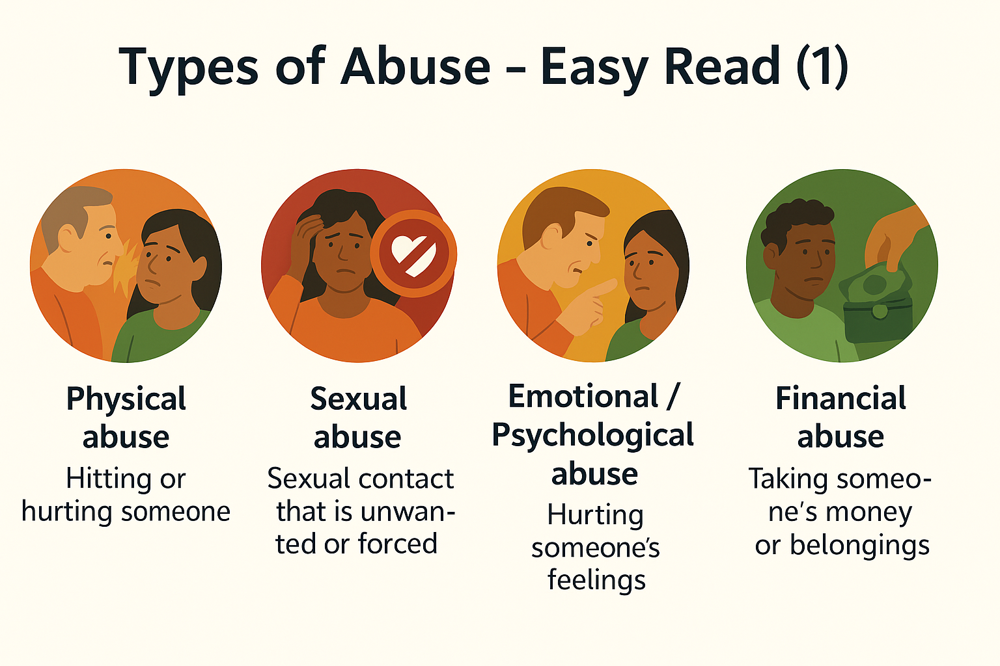 Types of Abuse – Easy Read (1)
Physical
abuse
Hitting or
hurting someone
Sexual
abuse
Sexual contact
that is unwan-
ted or forced
Emotional /
Psychological
abuse
Hurting
someone's
feelings
Financial
abuse
Taking someo-
ne's money
or belongings